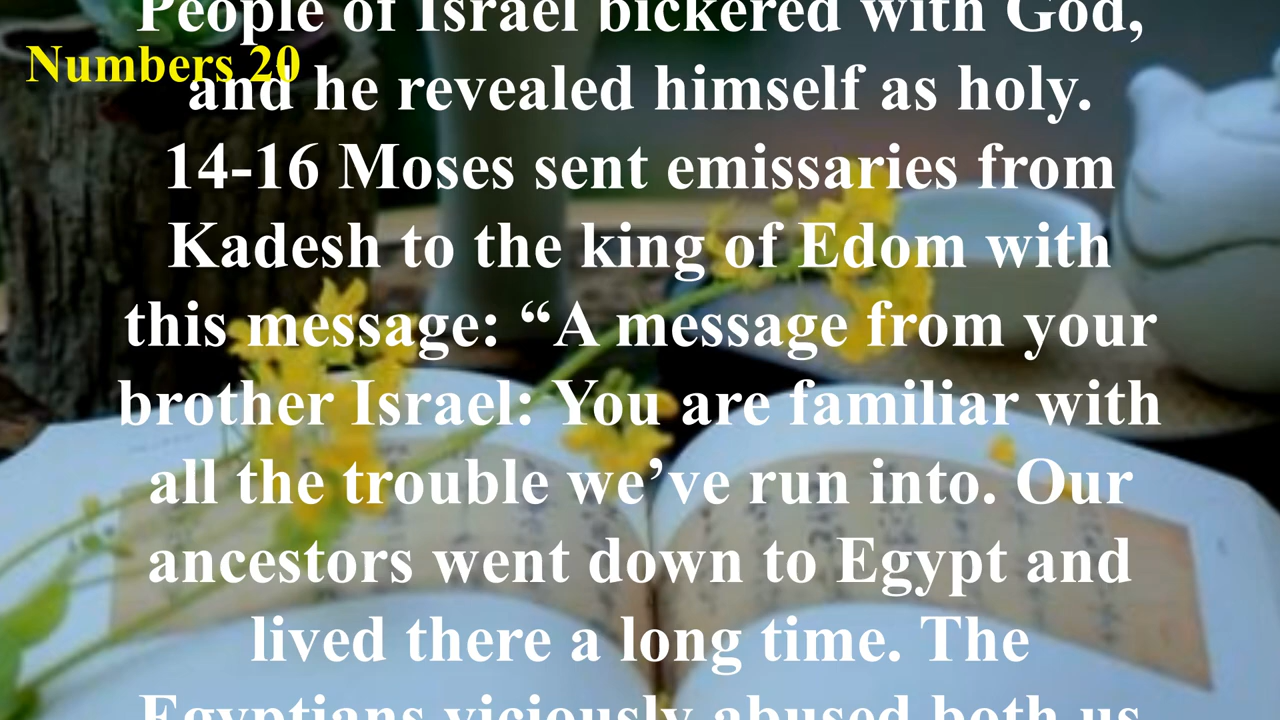 People of Israel bickered with God,
Numbers 20
and he revealed himself as holy.
14-16 Moses sent emissaries from
Kadesh to the king of Edom with
this message: “A message from your
brother Israel: You are familiar with
all the trouble we’ve run into. Our
ancestors went down to Egypt and
lived there a long time. The
Egyptians viciously abused both us